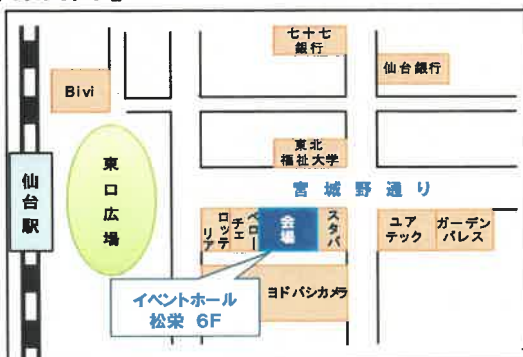 七十七
銀行
仙台銀行
Bivi
東北
福祉大学
仙台駅
東口広場
宮城野通り
ロッテ
リア
ベロー
チェ
会場
スタバ
ユア
テック
ガーデン
パレス
ヨドバシカメラ
イベントホール
松栄 6F